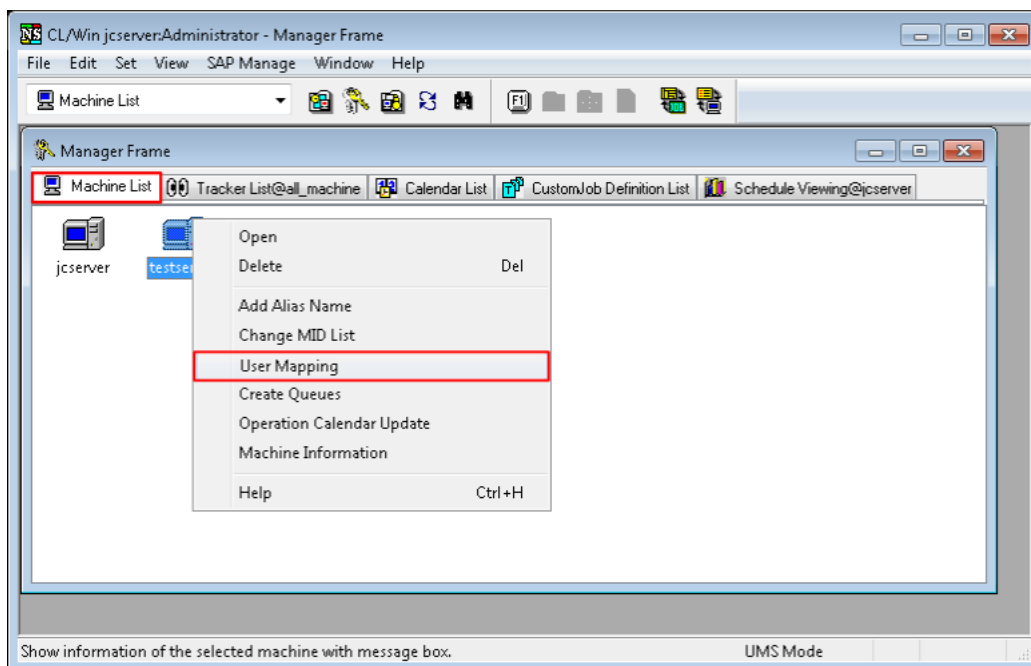 NS CL/Win jcserver:Administrator - Manager Frame
File Edit Set View SAP Manage Window Help
Machine List F1
Manager Frame
Machine List Tracker List@all_machine Calendar List CustomJob Definition List Schedule Viewing@jcserver
jcserver
Open
Delete Del
Add Alias Name
Change MID List
User Mapping
Create Queues
Operation Calendar Update
Machine Information
Help Ctrl+H
Show information of the selected machine with message box. UMS Mode